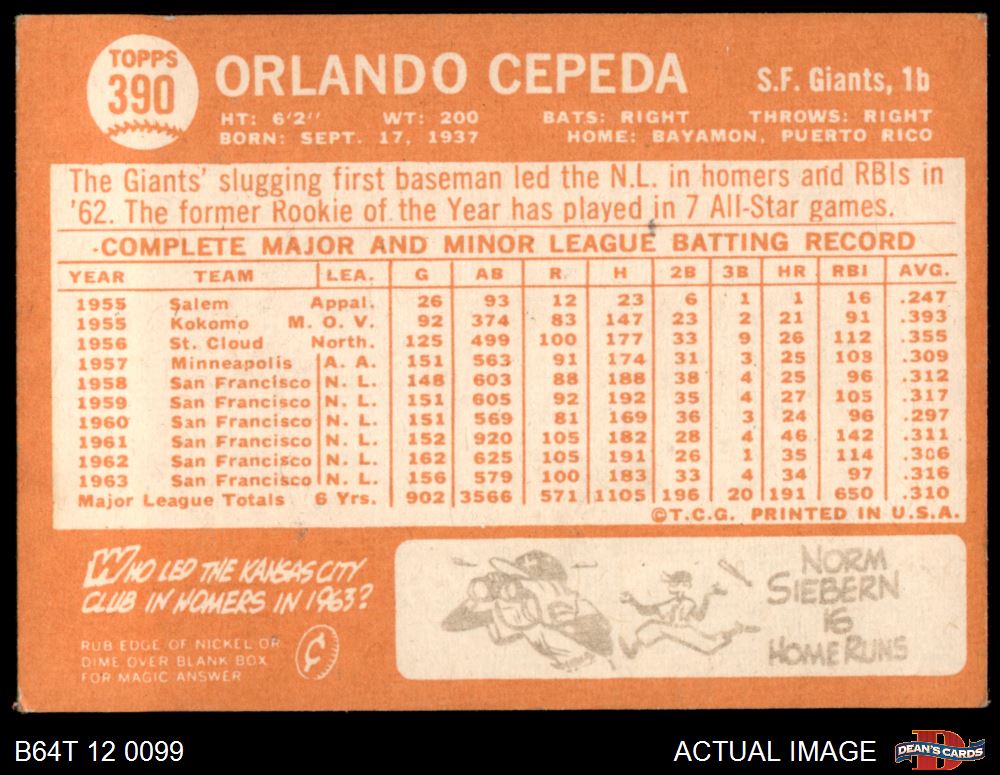 TOPPS
390
ORLANDO CEPEDA
S.F. Giants, 1b
HT: 6'2" WT: 200 BATS: RIGHT THROWS: RIGHT
BORN: SEPT. 17, 1937 HOME: BAYAMON, PUERTO RICO
The Giants' slugging first baseman led the N.L. in homers and RBIs in
'62. The former Rookie of the Year has played in 7 All-Star games.
COMPLETE MAJOR AND MINOR LEAGUE BATTING RECORD
YEAR TEAM LEA. G AB R. H 2B 3B HR RBI AVG.
1955 Salem Appal. 26 93 12 23 6 1 1 16 .247
1955 Kokomo M. O. V. 92 374 83 147 23 2 21 91 .393
1956 St. Cloud North. 125 499 100 177 33 9 26 112 .355
1957 Minneapolis A. A. 151 563 91 174 31 3 25 108 .309
1958 San Francisco N. L. 148 603 88 188 38 4 25 96 .312
1959 San Francisco N. L. 151 605 92 192 35 4 27 105 .317
1960 San Francisco N. L. 151 569 81 169 36 3 24 96 .297
1961 San Francisco N. L. 152 920 105 182 28 4 46 142 .311
1962 San Francisco N. L. 162 625 105 191 26 1 35 114 .306
1963 San Francisco N. L. 156 579 100 183 33 4 34 97 .316
Major League Totals 6 Yrs. 902 3566 571 1105 196 20 191 650 .310
©T.C.G. PRINTED IN U.S.A.
WHO LED THE KANSAS CITY
CLUB IN HOMERS IN 1963?
RUB EDGE OF NICKEL OR
DIME OVER BLANK BOX
FOR MAGIC ANSWER
¢
NORM
SIEBERN
16
HOME RUNS
B64T 12 0099
ACTUAL IMAGE
DEAN'S CARDS